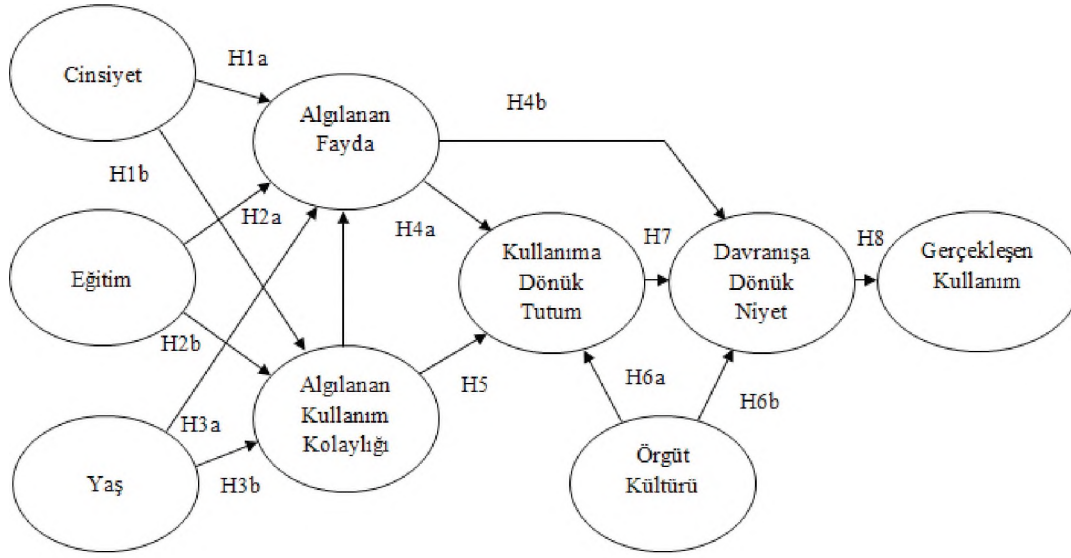 Cinsiyet
H1a
Algılanan
Fayda
H4b
H1b
H2a
H4a
Eğitim
Kullanıma
Dönük
Tutum
H7
Davranışa
Dönük
Niyet
H8
Gerçekleşen
Kullanım
H2b
Algılanan
Kullanım
Kolaylığı
H5
H6a
H6b
H3a
H3b
Yaş
Örgüt
Kültürü